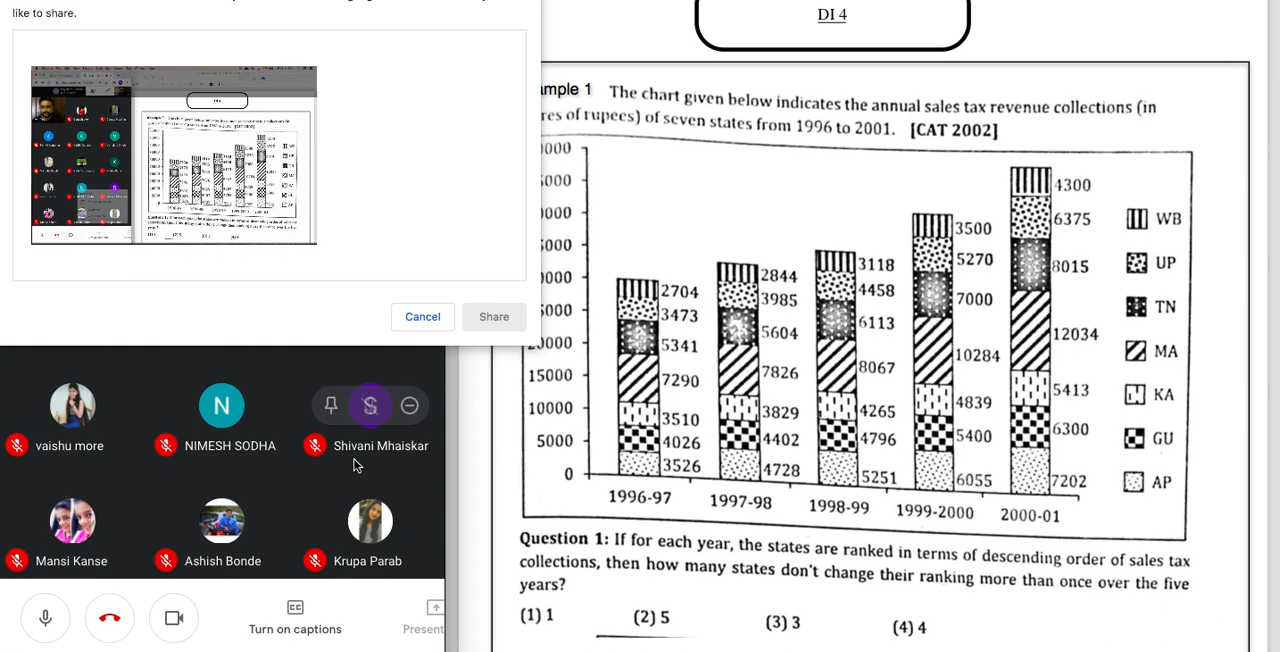 like to share.
Cancel
Share
vaishu more
NIMESH SODHA
Shivani Mhaiskar
Mansi Kanse
Ashish Bonde
Krupa Parab
N
S
CC
Turn on captions
Present
DI 4
mple 1 The chart given below indicates the annual sales tax revenue collections (in
res of rupees) of seven states from 1996 to 2001. [CAT 2002]
15000
10000
5000
0
2704
3473
5341
7290
3510
4026
3526
2844
3985
5604
7826
3829
4402
4728
3118
4458
6113
8067
4265
4796
5251
3500
5270
7000
10284
4839
5400
6055
4300
6375
8015
12034
5413
6300
7202
WB
UP
TN
MA
KA
GU
AP
1996-97
1997-98
1998-99
1999-2000
2000-01
Question 1: If for each year, the states are ranked in terms of descending order of sales tax
collections, then how many states don't change their ranking more than once over the five
years?
(1) 1
(2) 5
(3) 3
(4) 4